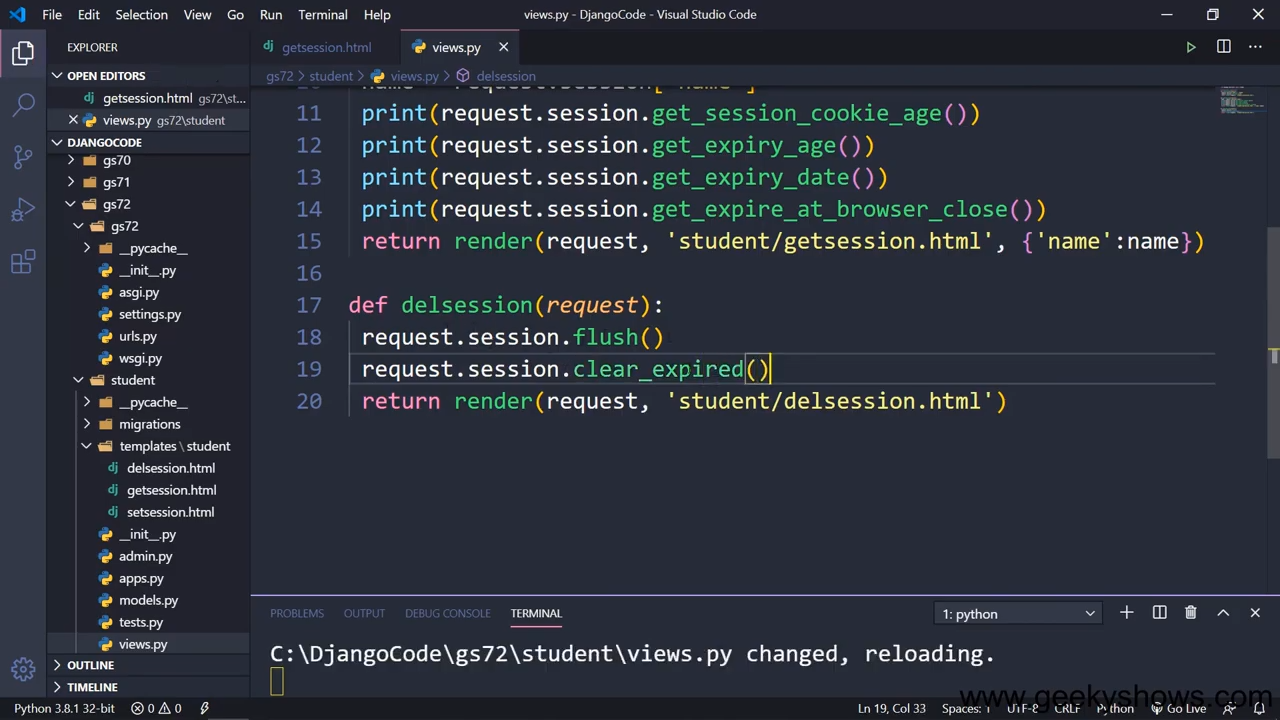 File Edit Selection View Go Run Terminal Help
views.py - DjangoCode - Visual Studio Code
EXPLORER
OPEN EDITORS
getsession.html gs72\st...
views.py gs72\student
DJANGOCODE
gs70
gs71
gs72
gs72
__pycache__
__init__.py
asgi.py
settings.py
urls.py
wsgi.py
student
__pycache__
migrations
templates \ student
delsession.html
getsession.html
setsession.html
__init__.py
admin.py
apps.py
models.py
tests.py
views.py
OUTLINE
TIMELINE
getsession.html
views.py
gs72 > student > views.py > delsession
10 name = request.session['name']
11 print(request.session.get_session_cookie_age())
12 print(request.session.get_expiry_age())
13 print(request.session.get_expiry_date())
14 print(request.session.get_expire_at_browser_close())
15 return render(request, 'student/getsession.html', {'name':name})
16
17 def delsession(request):
18 request.session.flush()
19 request.session.clear_expired()
20 return render(request, 'student/delsession.html')
PROBLEMS OUTPUT DEBUG CONSOLE TERMINAL
1: python
C:\DjangoCode\gs72\student\views.py changed, reloading.
www.geekyshows.com
Python 3.8.1 32-bit 0 0
Ln 19, Col 33 Spaces: 1 UTF-8 CRLF Python Go Live